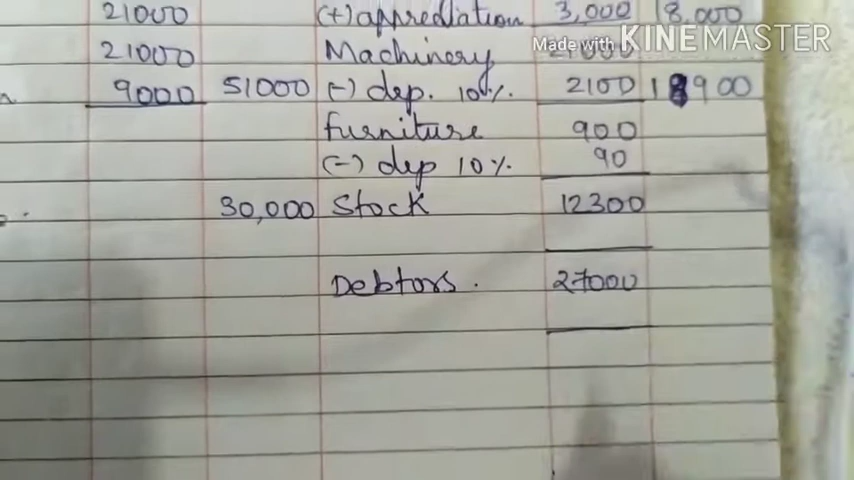 21000 (+) appreciation 3,000 18,000
21000 Machinery 21000
9000 51000 (-) dep. 10%. 2100 18900
furniture 900
(-) dep 10% 90
30,000 Stock 12300
Debtors. 27000
Made with KINEMASTER